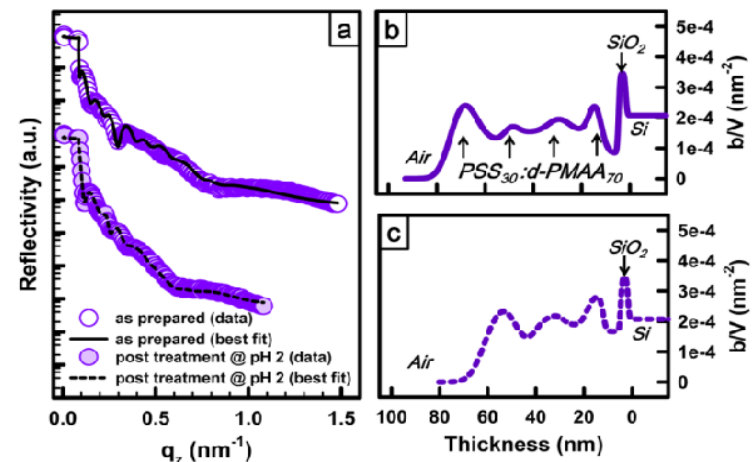 a
Reflectivity (a.u.)
as prepared (data)
as prepared (best fit)
post treatment @ pH 2 (data)
post treatment @ pH 2 (best fit)
0.0 0.5 1.0 1.5
q_z (nm⁻¹)
b
SiO₂
Si
Air
PSS₃₀:d-PMAA₇₀
5e-4
4e-4
3e-4
2e-4
1e-4
0
b/V (nm⁻²)
c
SiO₂
Si
Air
5e-4
4e-4
3e-4
2e-4
1e-4
0
b/V (nm⁻²)
100 80 60 40 20 0
Thickness (nm)